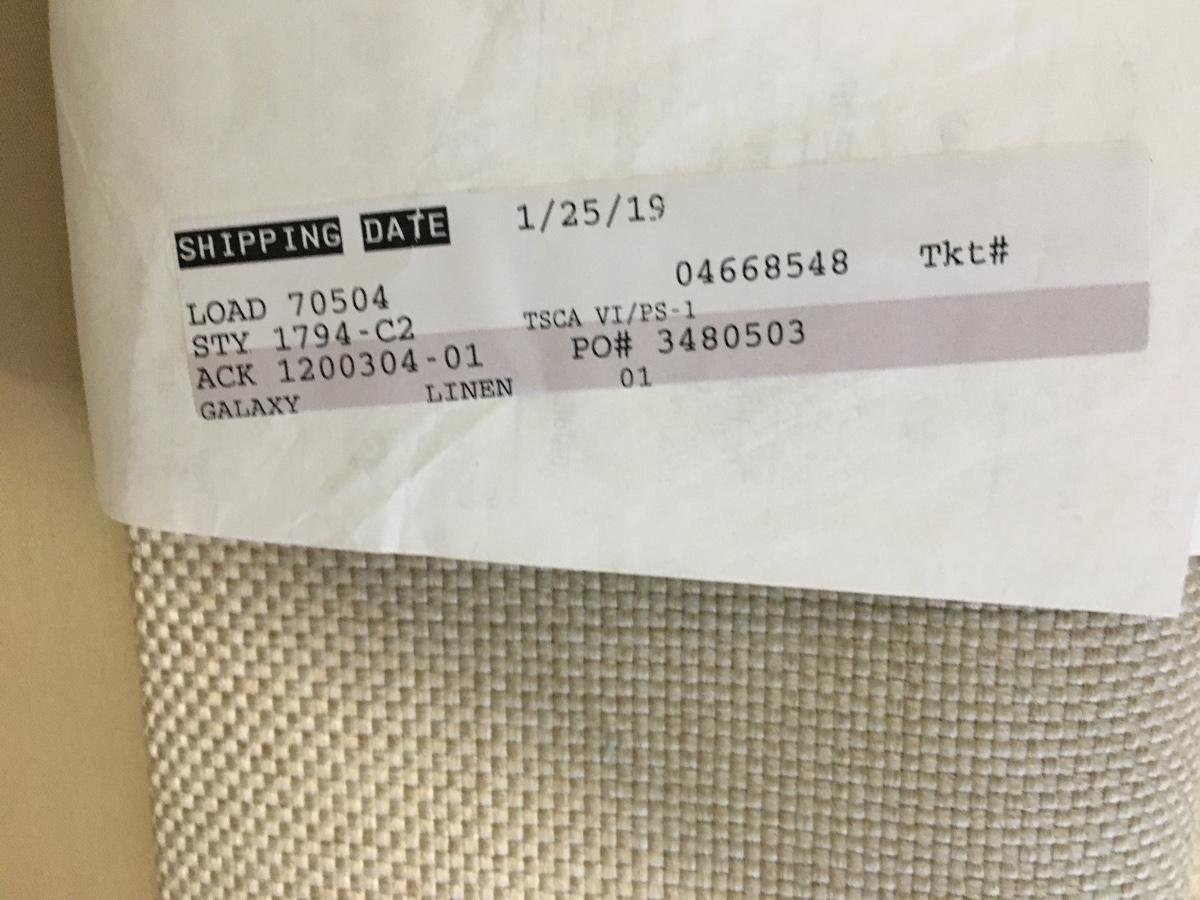 SHIPPING DATE 1/25/19
04668548 Tkt#
LOAD 70504
STY 1794-C2 TSCA VI/PS-1
ACK 1200304-01 PO# 3480503
GALAXY LINEN 01